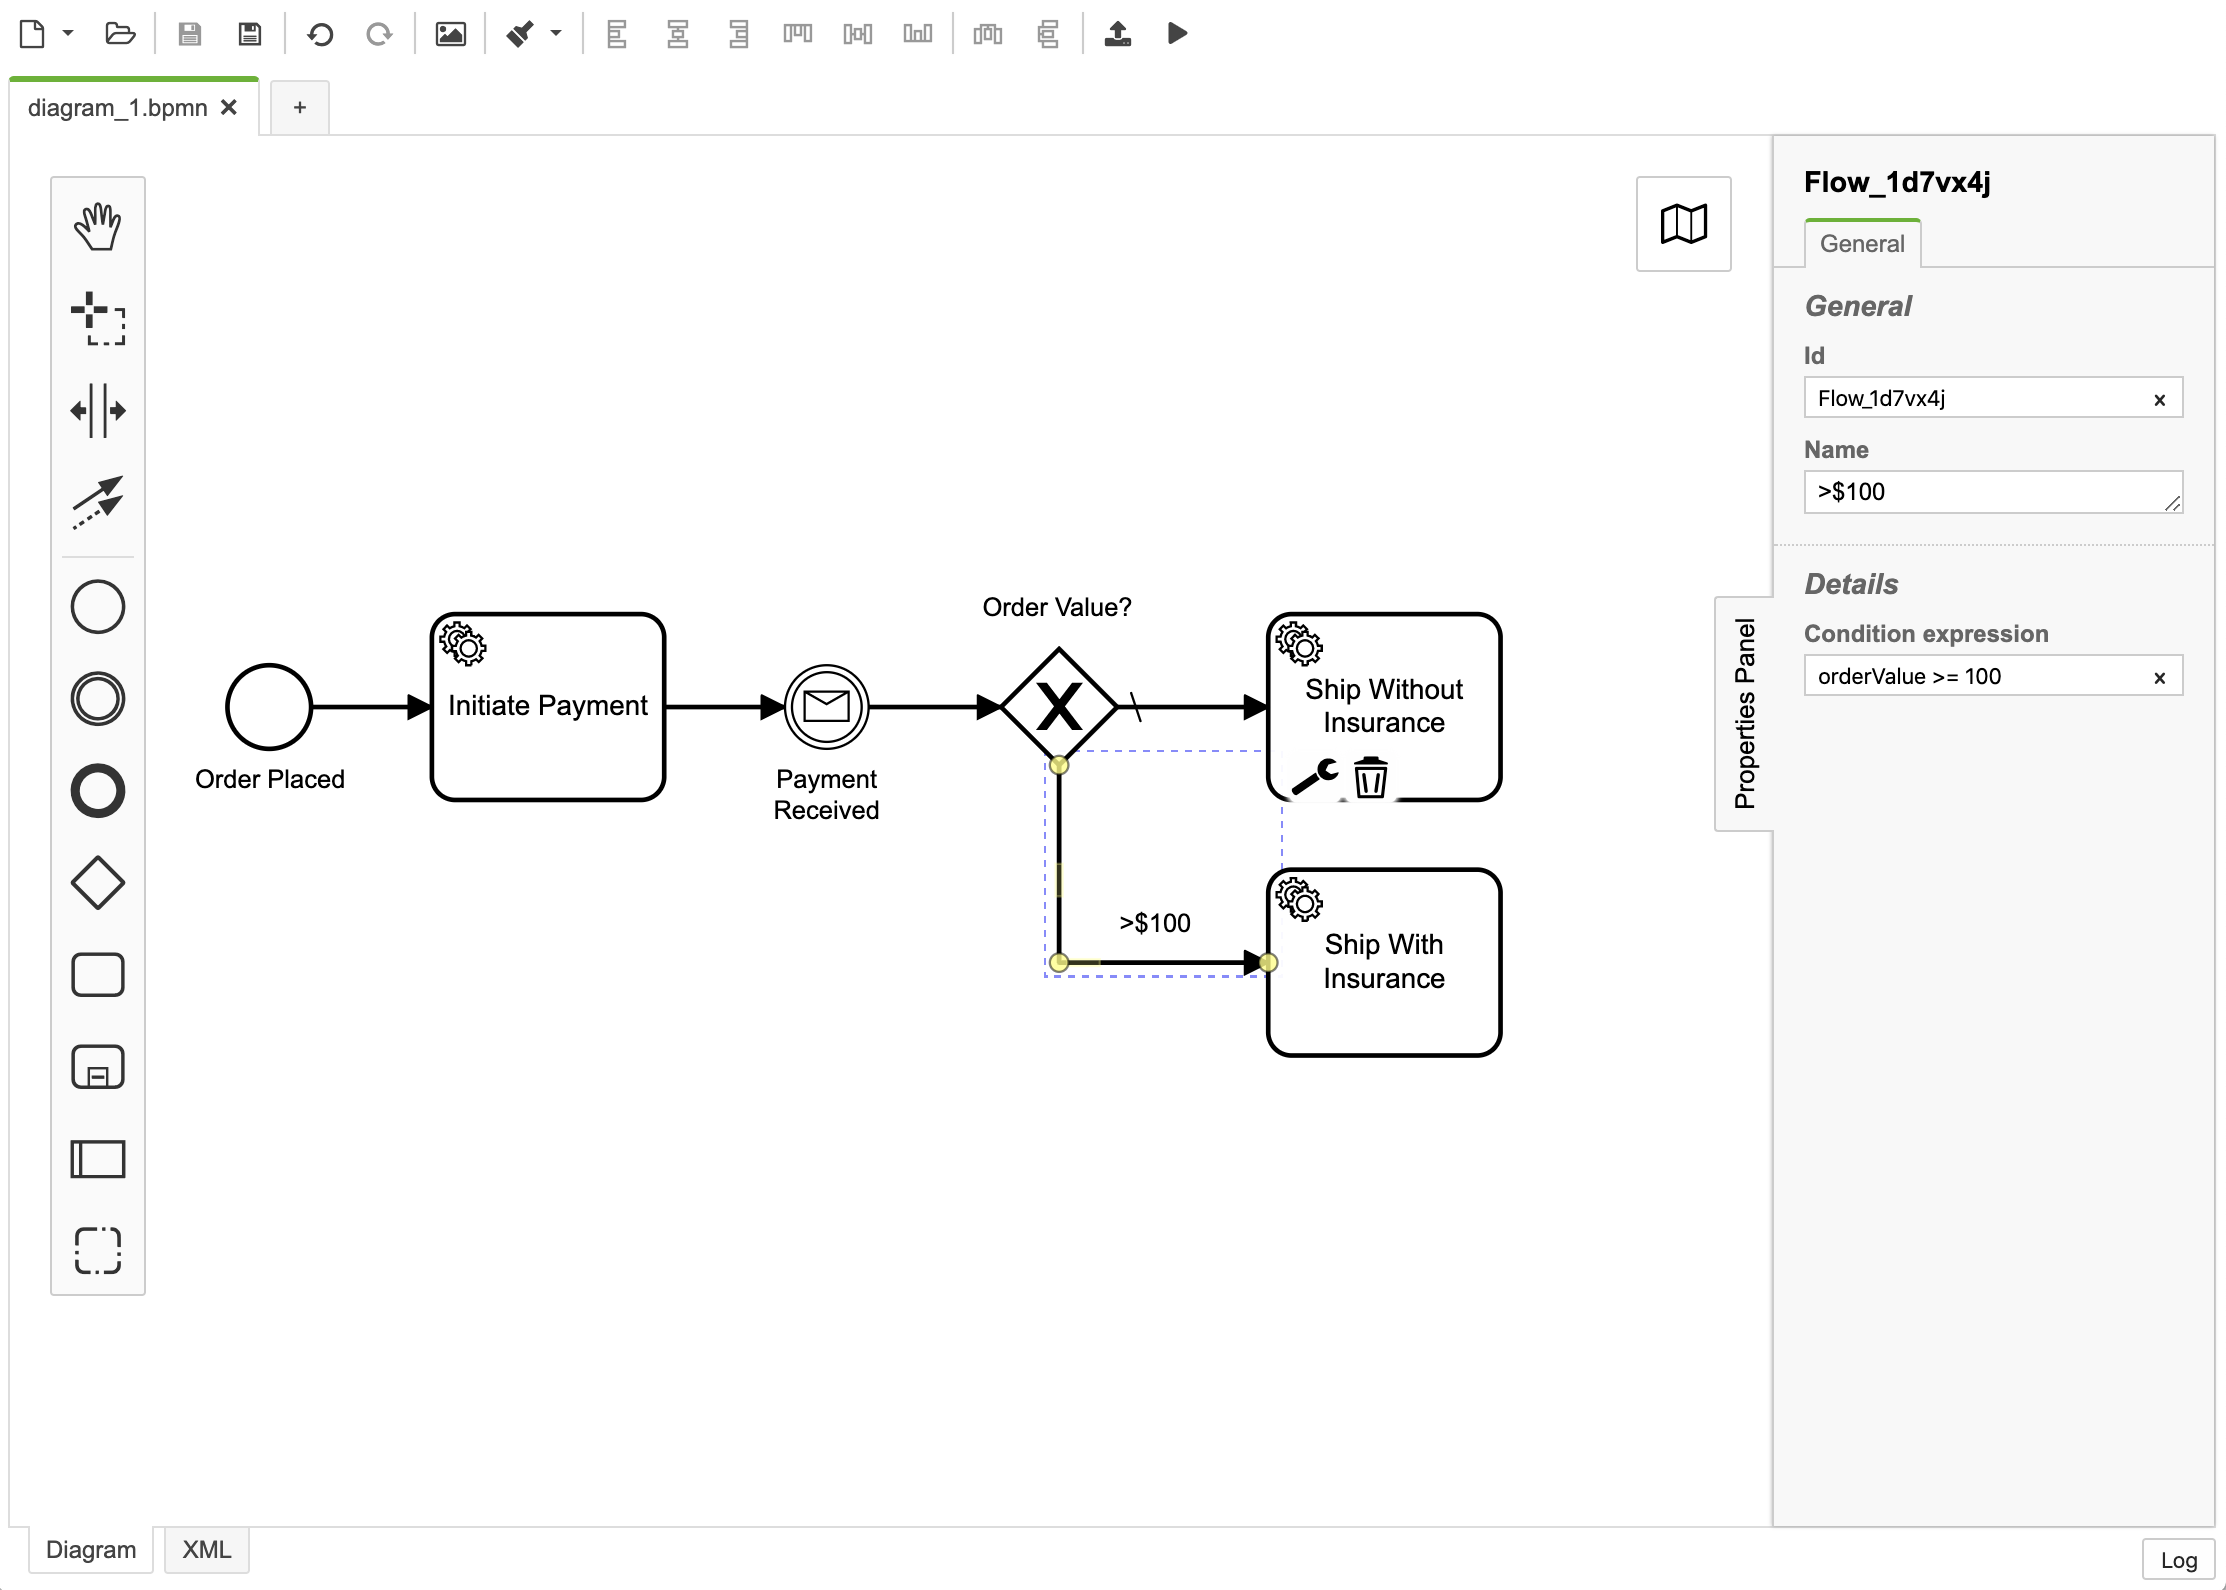 diagram_1.bpmn
+
Flow_1d7vx4j
General
General
Id
Flow_1d7vx4j
Name
>$100
Details
Condition expression
orderValue >= 100
Properties Panel
Order Value?
Initiate Payment
Ship Without
Insurance
Order Placed
Payment
Received
>$100
Ship With
Insurance
Diagram
XML
Log